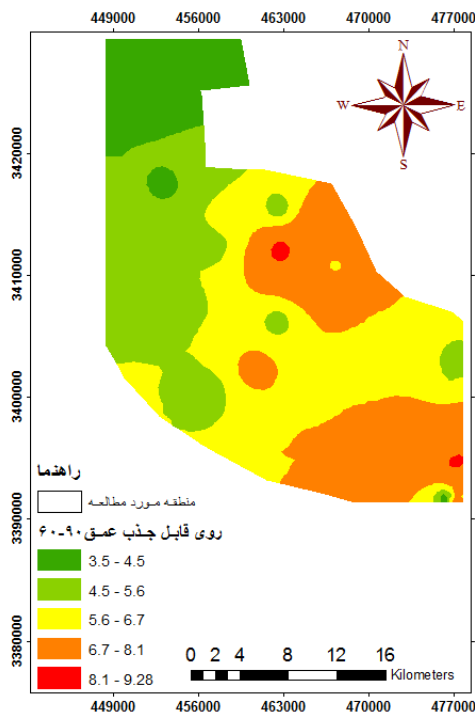 449000 456000 463000 470000 477000
N
W E
S
3420000
3410000
3400000
3390000
3380000
راهنما
منطقه مورد مطالعه
روی قابل جذب عمق ۹۰-۶۰
3.5 - 4.5
4.5 - 5.6
5.6 - 6.7
6.7 - 8.1
8.1 - 9.28
0 2 4 8 12 16
Kilometers
449000 456000 463000 470000 477000